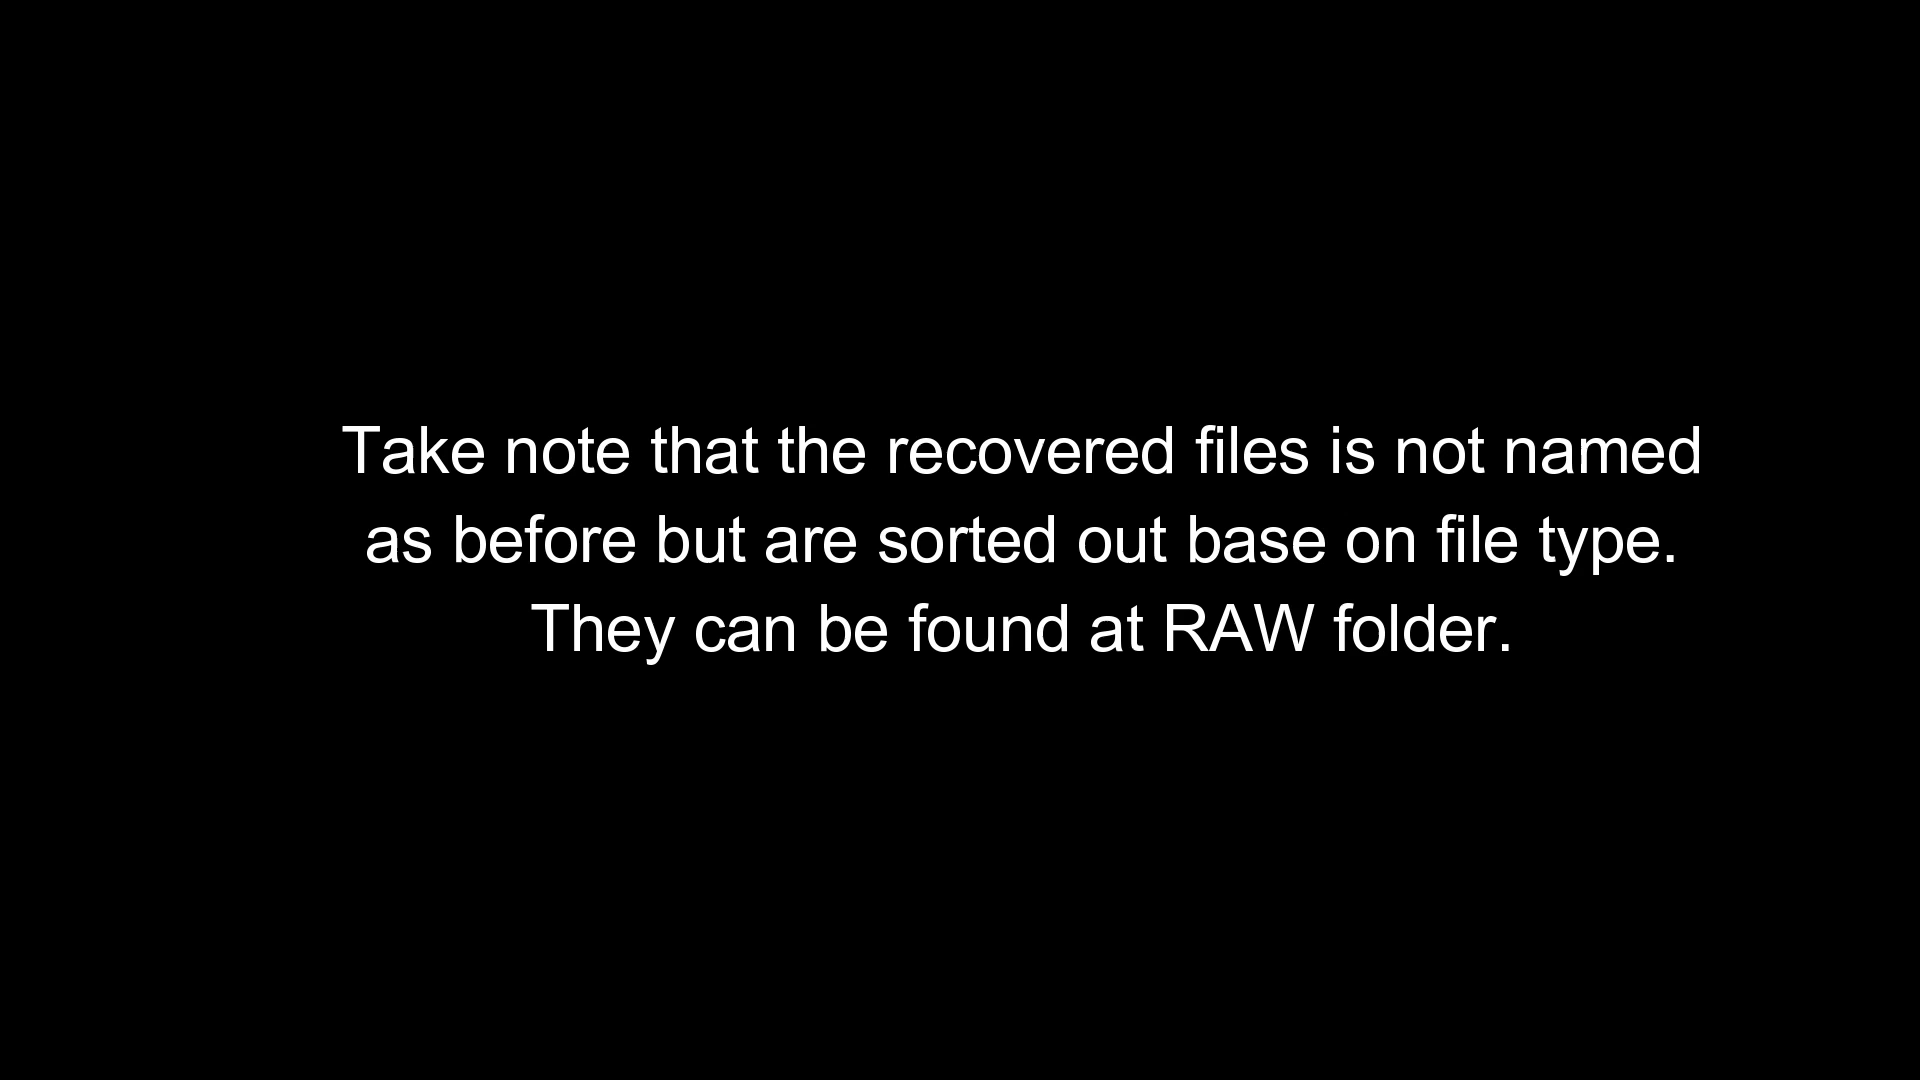 Take note that the recovered files is not named
as before but are sorted out base on file type.
They can be found at RAW folder.